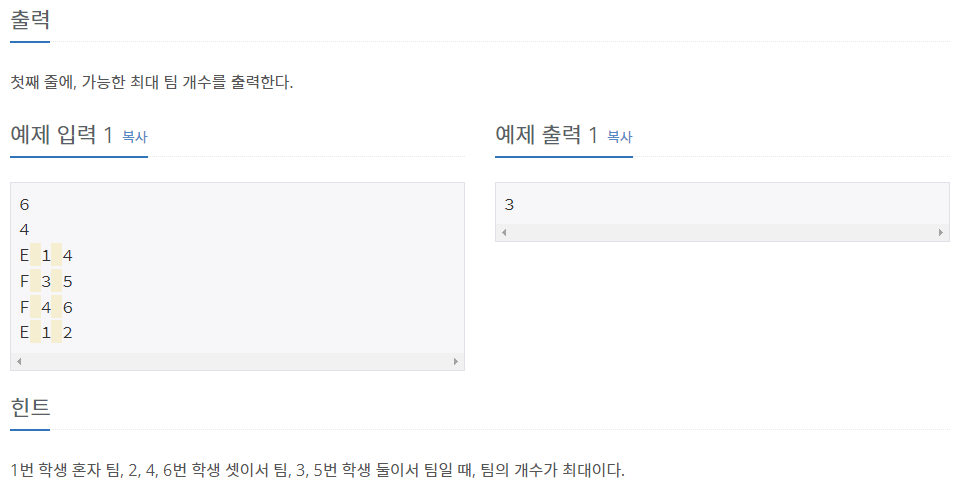 출력
첫째 줄에, 가능한 최대 팀 개수를 출력한다.
예제 입력 1 복사
6
4
E 1 4
F 3 5
F 4 6
E 1 2
예제 출력 1 복사
3
힌트
1번 학생 혼자 팀, 2, 4, 6번 학생 셋이서 팀, 3, 5번 학생 둘이서 팀일 때, 팀의 개수가 최대이다.